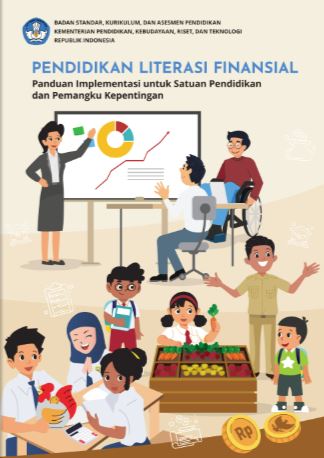 BADAN STANDAR, KURIKULUM, DAN ASESMEN PENDIDIKAN
KEMENTERIAN PENDIDIKAN, KEBUDAYAAN, RISET, DAN TEKNOLOGI
REPUBLIK INDONESIA
PENDIDIKAN LITERASI FINANSIAL
Panduan Implementasi untuk Satuan Pendidikan
dan Pemangku Kepentingan
Rp